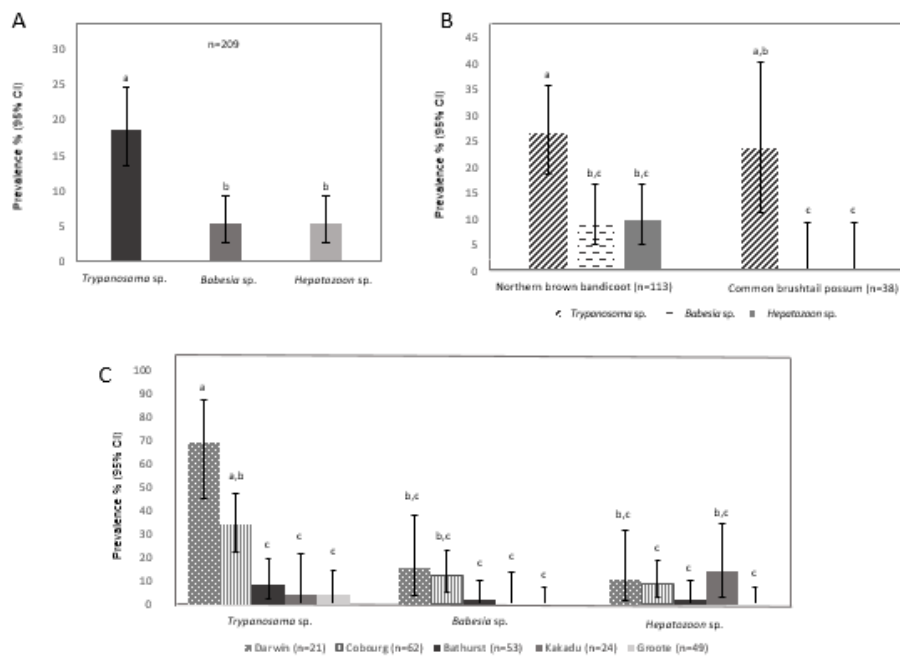 A
n=209
Prevalence % (95% CI)
30
25
20
15
10
5
0
a
b
b
Trypanosoma sp.
Babesia sp.
Hepatozoon sp.
B
Prevalence % (95% CI)
45
40
35
30
25
20
15
10
5
0
a
b,c
b,c
a,b
c
c
Northern brown bandicoot (n=113)
Common brushtail possum (n=38)
Trypanosoma sp.
Babesia sp.
Hepatozoon sp.
C
Prevalence % (95% CI)
100
90
80
70
60
50
40
30
20
10
0
a
a,b
c
c
c
b,c
b,c
c
c
c
b,c
c
c
b,c
c
Trypanosoma sp.
Babesia sp.
Hepatozoon sp.
Darwin (n=21)
Cobourg (n=62)
Bathurst (n=53)
Kakadu (n=24)
Groote (n=49)